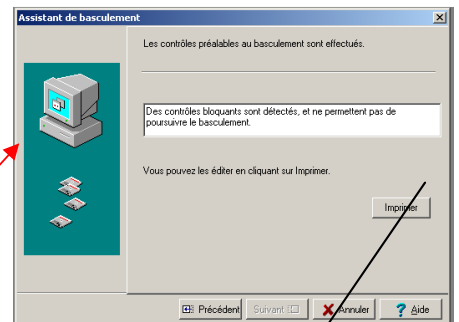 Assistant de basculement
Les contrôles préalables au basculement sont effectués.
Des contrôles bloquants sont détectés, et ne permettent pas de
poursuivre le basculement.
Vous pouvez les éditer en cliquant sur Imprimer.
Imprimer
Précédent Suivant Annuler ? Aide